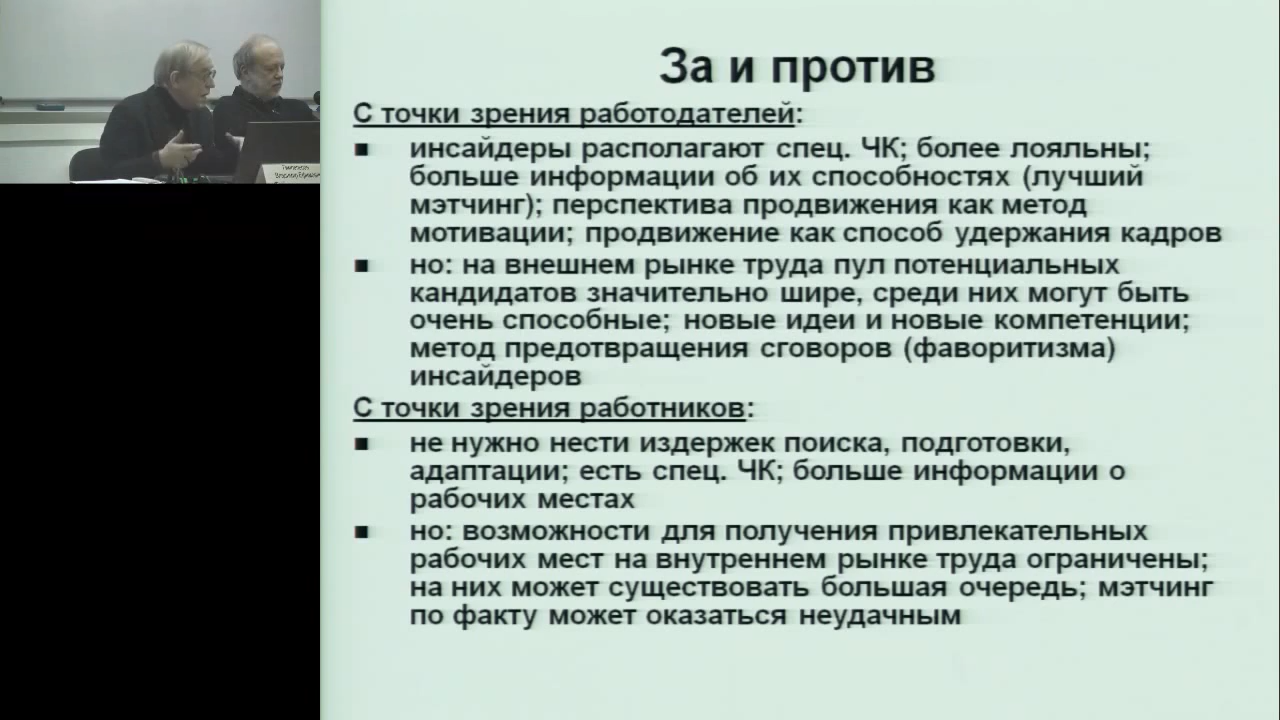 За и против
С точки зрения работодателей:
■ инсайдеры располагают спец. ЧК; более лояльны;
больше информации об их способностях (лучший
мэтчинг); перспектива продвижения как метод
мотивации; продвижение как способ удержания кадров
■ но: на внешнем рынке труда пул потенциальных
кандидатов значительно шире, среди них могут быть
очень способные; новые идеи и новые компетенции;
метод предотвращения сговоров (фаворитизма)
инсайдеров
С точки зрения работников:
■ не нужно нести издержек поиска, подготовки,
адаптации; есть спец. ЧК; больше информации о
рабочих местах
■ но: возможности для получения привлекательных
рабочих мест на внутреннем рынке труда ограничены;
на них может существовать большая очередь; мэтчинг
по факту может оказаться неудачным